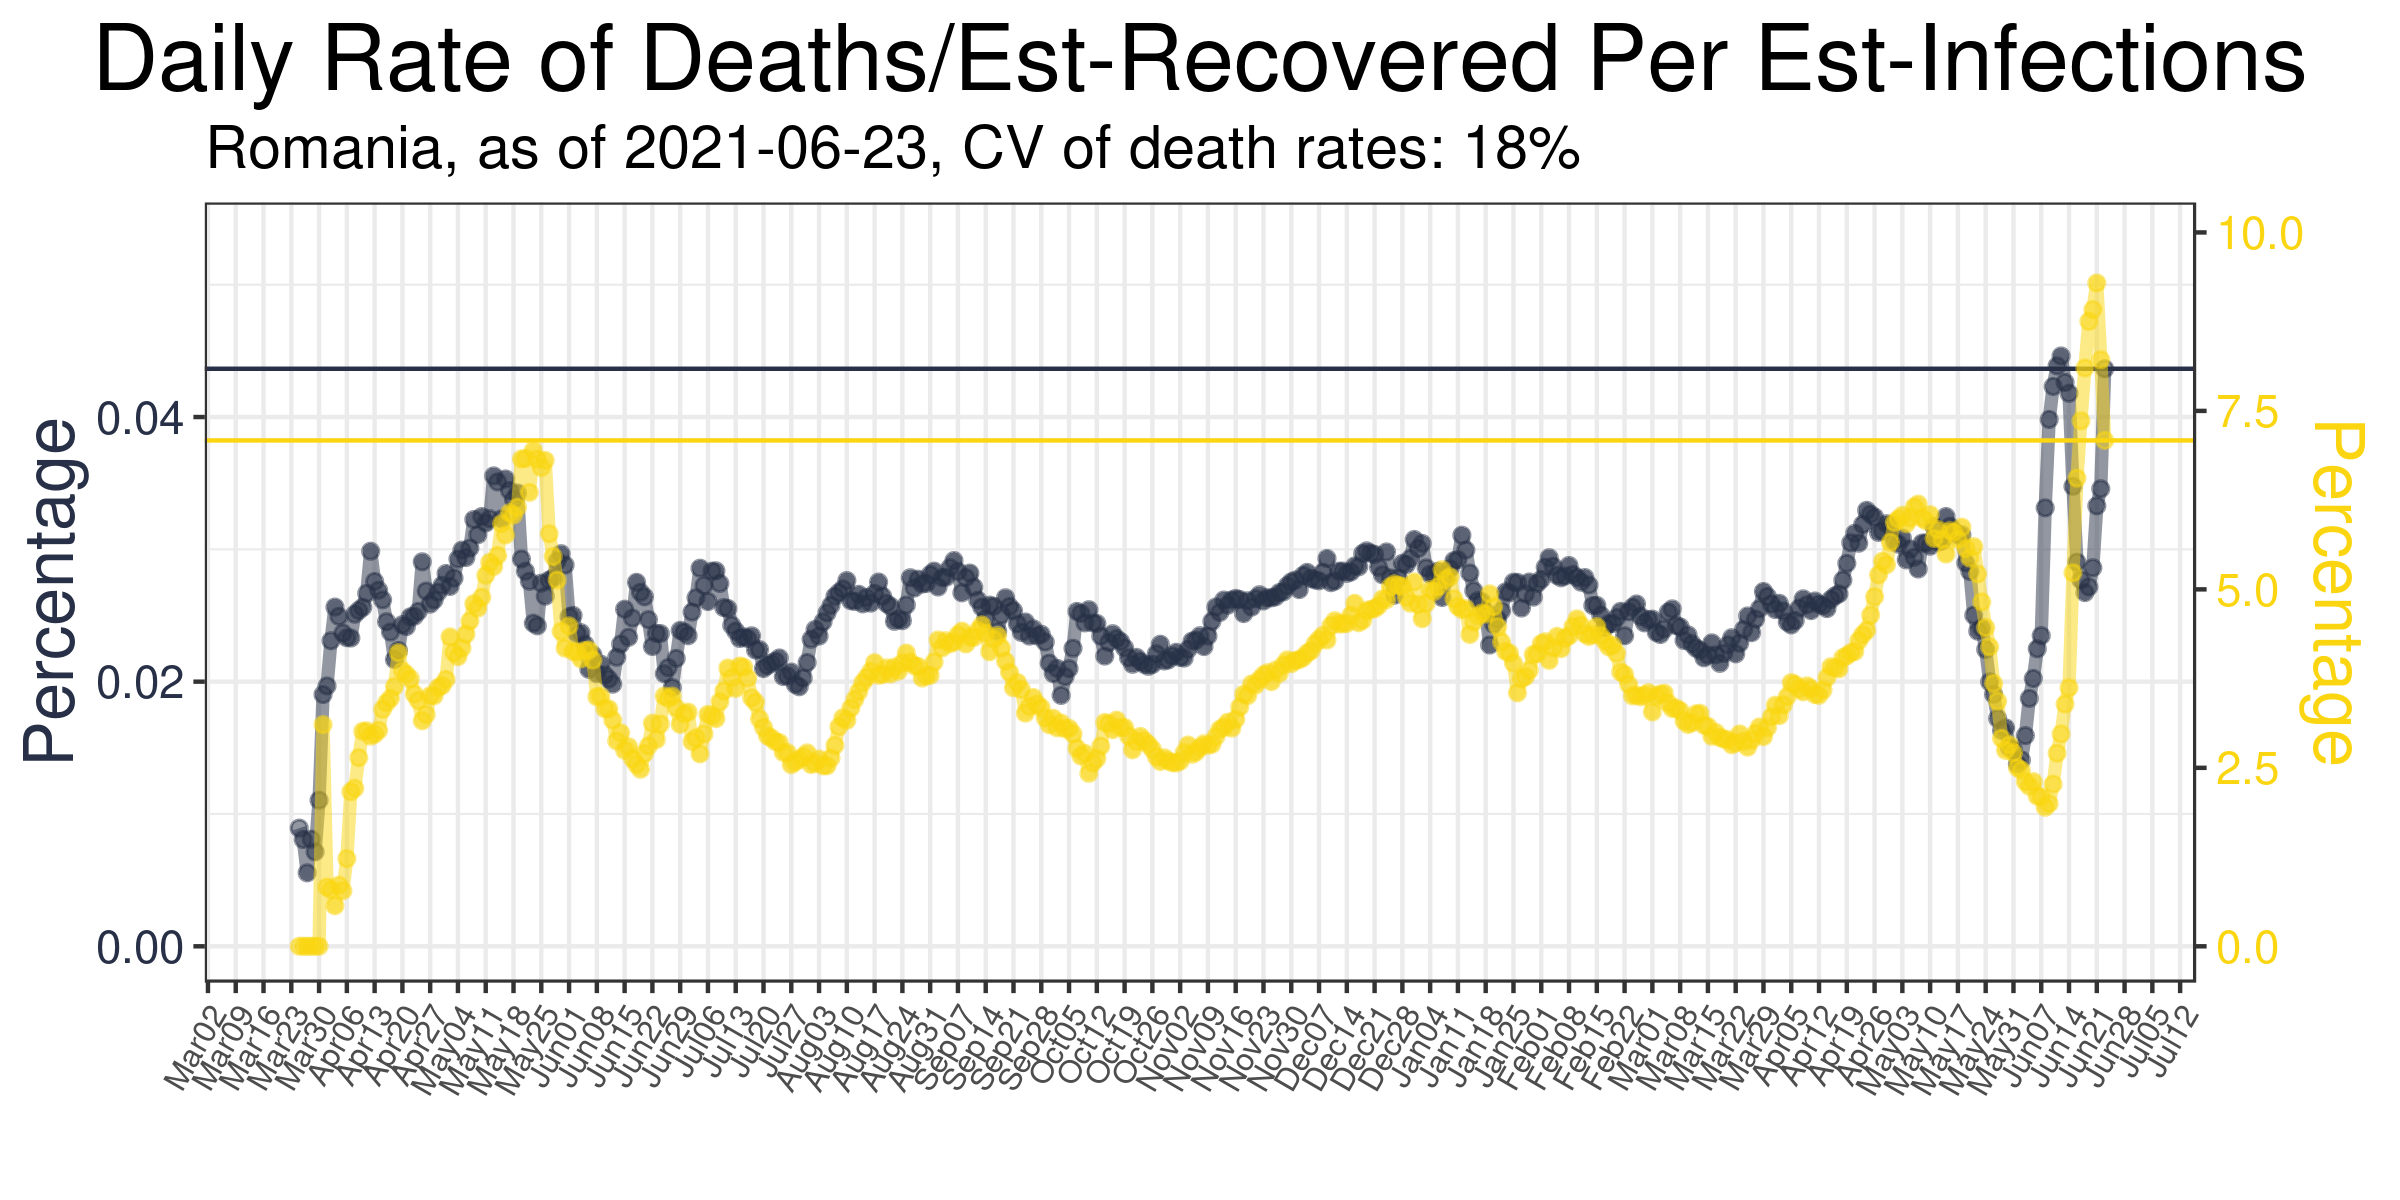 Daily Rate of Deaths/Est-Recovered Per Est-Infections
Romania, as of 2021-06-23, CV of death rates: 18%
Percentage
0.04
0.02
0.00
10.0
7.5
5.0
2.5
0.0
Percentage
Mar02
Mar09
Mar16
Mar23
Mar30
Apr06
Apr13
Apr20
Apr27
May04
May11
May18
May25
Jun01
Jun08
Jun15
Jun22
Jun29
Jul06
Jul13
Jul20
Jul27
Aug03
Aug10
Aug17
Aug24
Aug31
Sep07
Sep14
Sep21
Sep28
Oct05
Oct12
Oct19
Oct26
Nov02
Nov09
Nov16
Nov23
Nov30
Dec07
Dec14
Dec21
Dec28
Jan04
Jan11
Jan18
Jan25
Feb01
Feb08
Feb15
Feb22
Mar01
Mar08
Mar15
Mar22
Mar29
Apr05
Apr12
Apr19
Apr26
May03
May10
May17
May24
May31
Jun07
Jun14
Jun21
Jun28
Jul05
Jul12